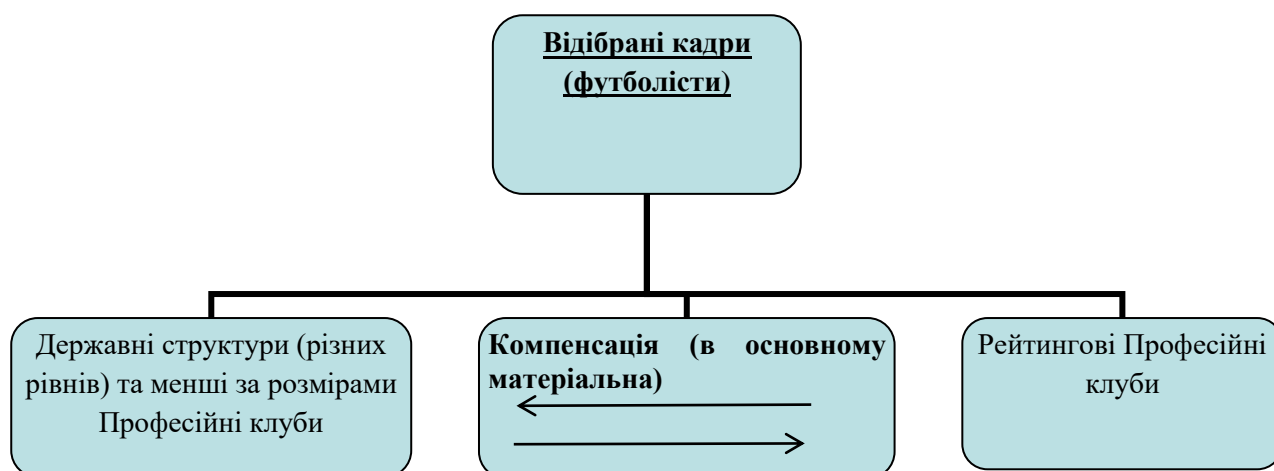 Відібрані кадри
(футболісти)
Державні структури (різних
рівнів) та менші за розмірами
Професійні клуби
Компенсація (в основному
матеріальна)
Рейтингові Професійні
клуби